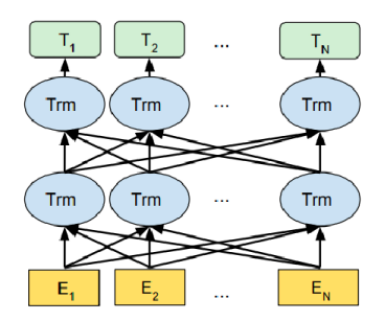 T1 T2 ... TN
Trm Trm ... Trm
Trm Trm ... Trm
E1 E2 ... EN